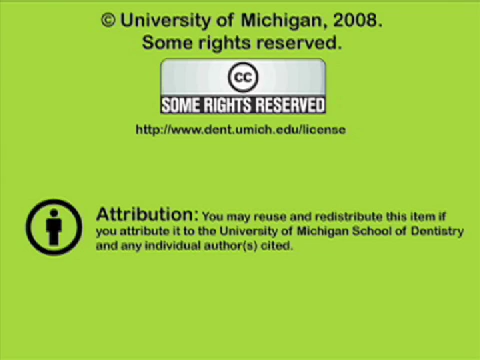 © University of Michigan, 2008.
Some rights reserved.
cc
SOME RIGHTS RESERVED
http://www.dent.umich.edu/license
Attribution: You may reuse and redistribute this item if
you attribute it to the University of Michigan School of Dentistry
and any individual author(s) cited.